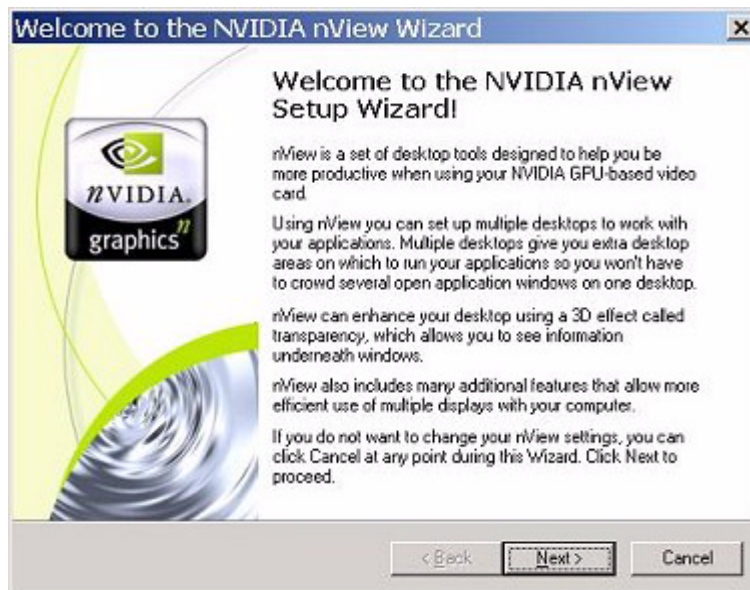 Welcome to the NVIDIA nView Wizard
Welcome to the NVIDIA nView
Setup Wizard!
nVIDIA.
graphics n
nView is a set of desktop tools designed to help you be
more productive when using your NVIDIA GPU-based video
card.
Using nView you can set up multiple desktops to work with
your applications. Multiple desktops give you extra desktop
areas on which to run your applications so you won't have
to crowd several open application windows on one desktop.
nView can enhance your desktop using a 3D effect called
transparency, which allows you to see information
underneath windows.
nView also includes many additional features that allow more
efficient use of multiple displays with your computer.
If you do not want to change your nView settings, you can
click Cancel at any point during this Wizard. Click Next to
proceed.
< Back Next > Cancel